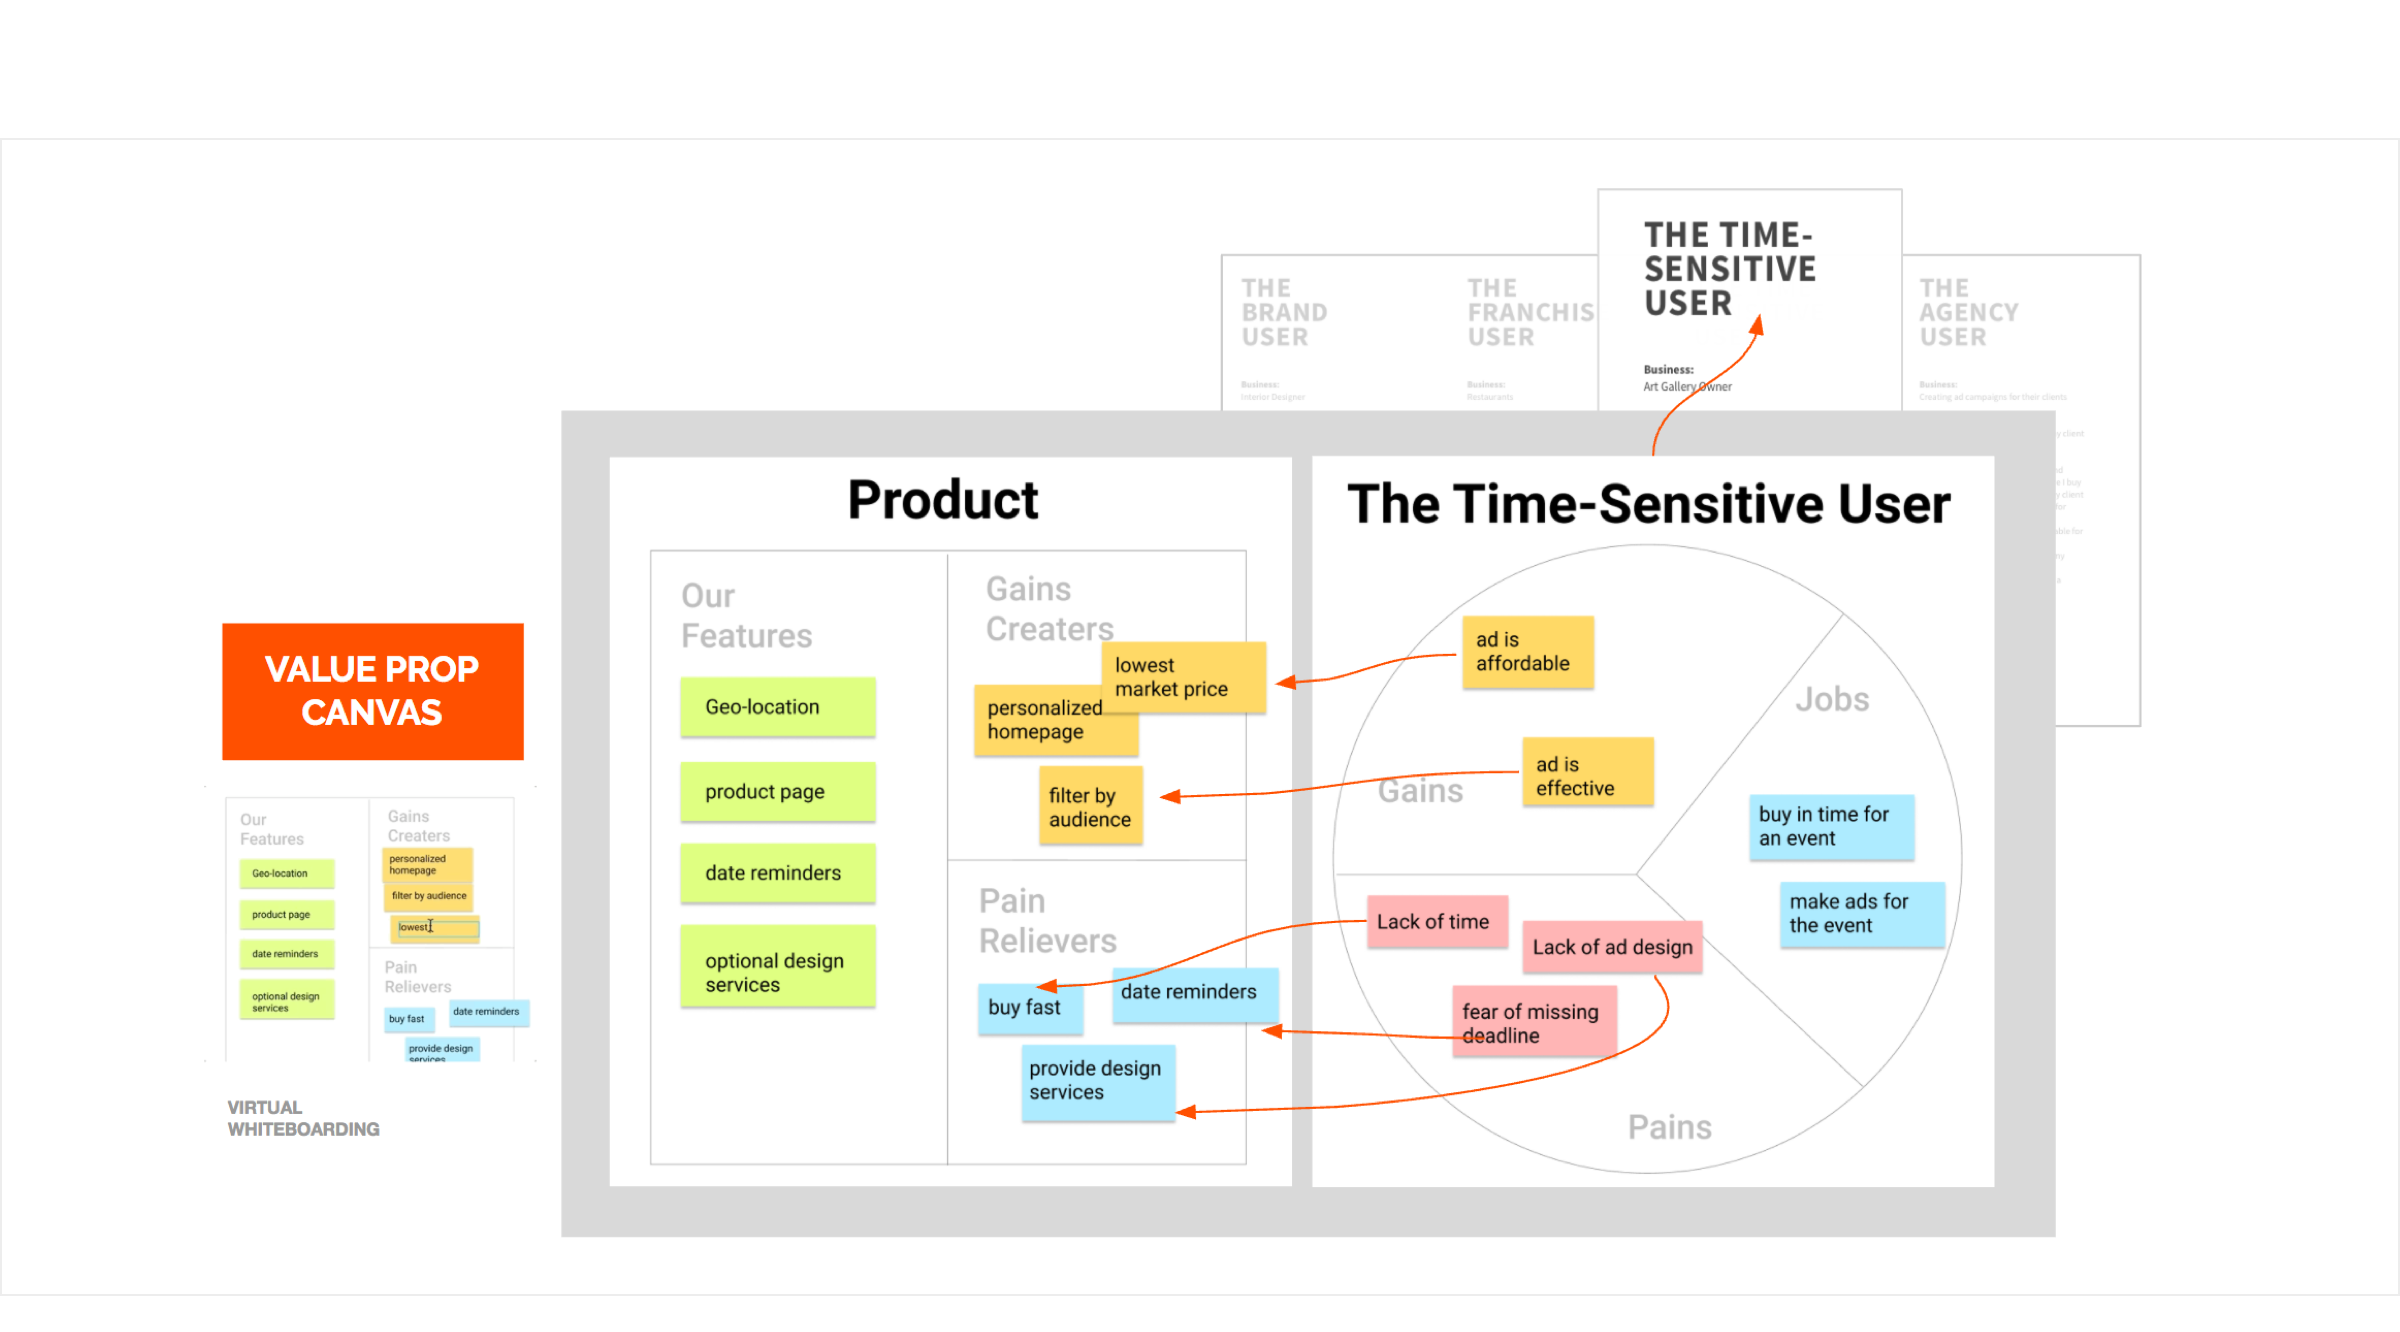 THE
BRAND
USER
Business:
Interior Designer
THE
FRANCHIS
USER
Business:
Restaurants
THE TIME-
SENSITIVE
USER
Business:
Art Gallery Owner
THE
AGENCY
USER
Business:
Creating ad campaigns for their clients
y client
e I buy
y client
for
able for
VALUE PROP
CANVAS
Our
Features
Geo-location
product page
date reminders
optional design
services
Gains
Creaters
personalized
homepage
filter by audience
lowest
Pain
Relievers
buy fast
date reminders
provide design
services
VIRTUAL
WHITEBOARDING
Product
Our
Features
Geo-location
product page
date reminders
optional design
services
Gains
Creaters
lowest
market price
personalized
homepage
filter by
audience
Pain
Relievers
buy fast
date reminders
provide design
services
The Time-Sensitive User
Gains
ad is
affordable
ad is
effective
Jobs
buy in time for
an event
make ads for
the event
Lack of time
Lack of ad design
fear of missing
deadline
Pains